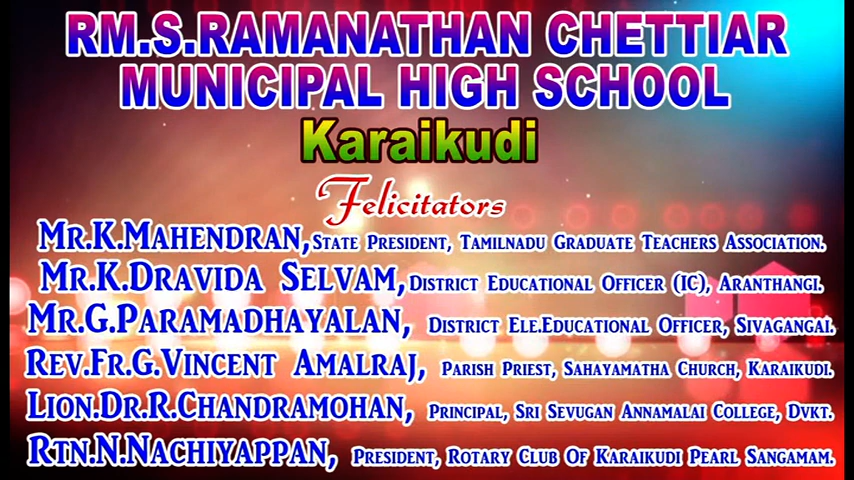 RM.S.RAMANATHAN CHETTIAR
MUNICIPAL HIGH SCHOOL
Karaikudi
Felicitators
MR.K.MAHENDRAN, STATE PRESIDENT, TAMILNADU GRADUATE TEACHERS ASSOCIATION.
MR.K.DRAVIDA SELVAM, DISTRICT EDUCATIONAL OFFICER (IC), ARANTHANGI.
MR.G.PARAMADHAYALAN, DISTRICT ELE.EDUCATIONAL OFFICER, SIVAGANGAI.
REV.FR.G.VINCENT AMALRAJ, PARISH PRIEST, SAHAYAMATHA CHURCH, KARAIKUDI.
LION.DR.R.CHANDRAMOHAN, PRINCIPAL, SRI SEVUGAN ANNAMALAI COLLEGE, DVKT.
RTN.N.NACHIYAPPAN, PRESIDENT, ROTARY CLUB OF KARAIKUDI PEARL SANGAMAM.